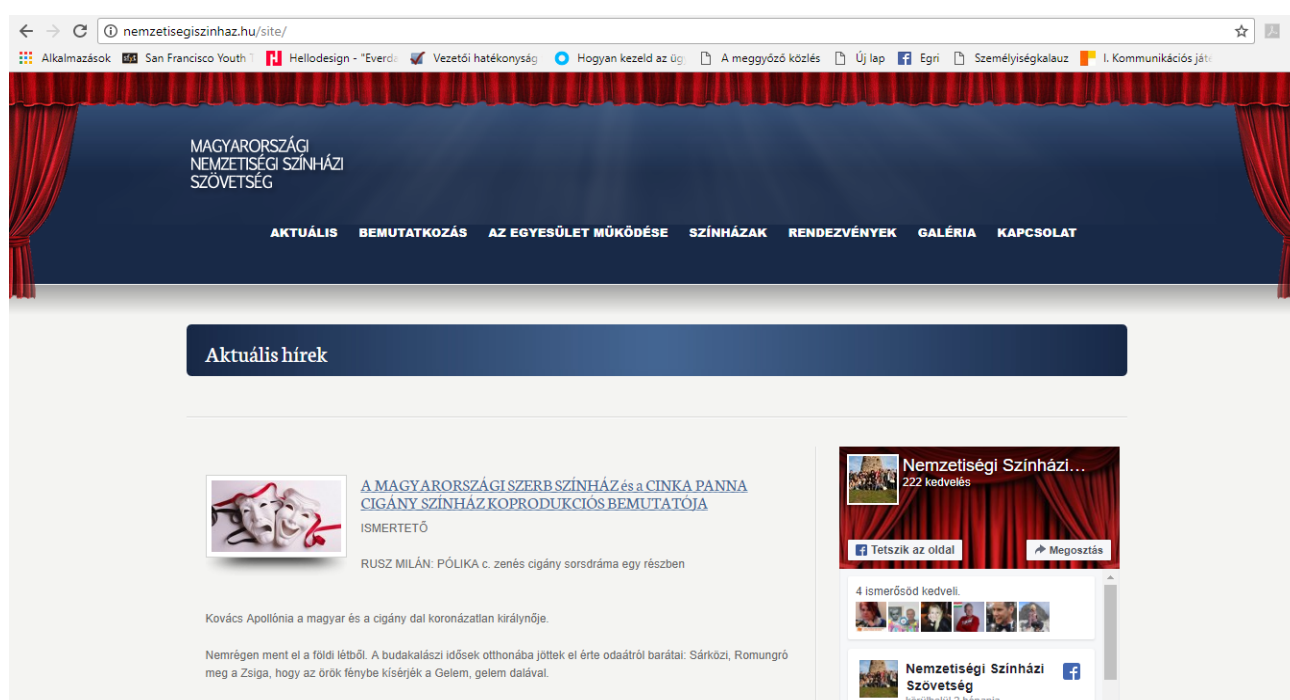 nemzetisegiszinhaz.hu/site/
Alkalmazások San Francisco Youth Hellodesign - "Everda Vezetői hatékonyság Hogyan kezeld az üg A meggyőző közlés Új lap Egri Személyiségkalauz I. Kommunikációs ját
MAGYARORSZÁGI
NEMZETISÉGI SZÍNHÁZI
SZÖVETSÉG
AKTUÁLIS BEMUTATKOZÁS AZ EGYESÜLET MŰKÖDÉSE SZÍNHÁZAK RENDEZVÉNYEK GALÉRIA KAPCSOLAT
Aktuális hírek
A MAGYARORSZÁGI SZERB SZÍNHÁZ és a CINKA PANNA
CIGÁNY SZÍNHÁZ KOPRODUKCIÓS BEMUTATÓJA
ISMERTETŐ
RUSZ MILÁN: PÓLIKA c. zenés cigány sorsdráma egy részben
Kovács Apollónia a magyar és a cigány dal koronázatlan királynője.
Nemrégen ment el a földi létből. A budakalászi idősek otthonába jöttek el érte odaátról barátai: Sárközi, Romungró
meg a Zsiga, hogy az örök fénybe kísérjék a Gelem, gelem dalával.
Nemzetiségi Színházi...
222 kedvelés
Tetszik az oldal Megosztás
4 ismerősöd kedveli.
Nemzetiségi Színházi
Szövetség